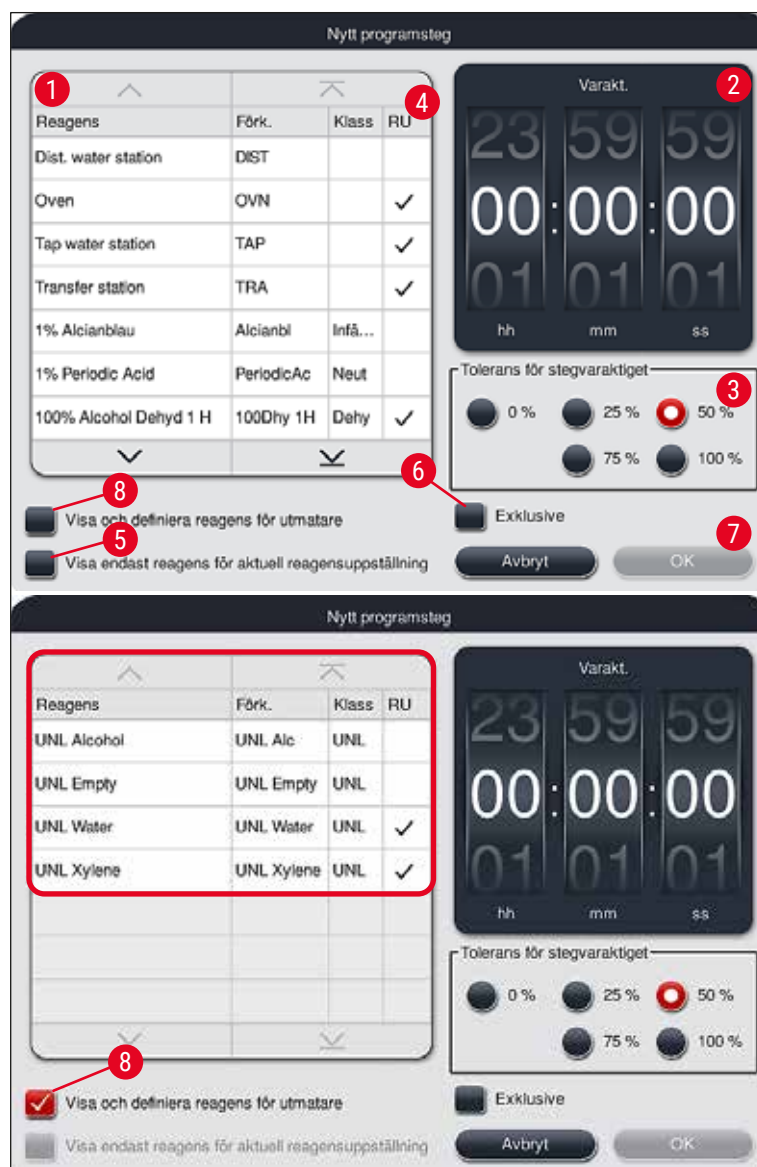 Nytt programsteg
1
Reagens Förk. Klass RU
4
Dist. water station DIST
Oven OVN ✓
Tap water station TAP ✓
Transfer station TRA ✓
1% Alcianblau Alcianbl Infä...
1% Periodic Acid PeriodicAc Neut
100% Alcohol Dehyd 1 H 100Dhy 1H Dehy ✓
Varakt.
2
23 59 59
00:00:00
01 01 01
hh mm ss
Tolerans för stegvaraktiget
3
0 % 25 % 50 %
75 % 100 %
8
6
Visa och definiera reagens för utmatare
Exklusive
5
7
Visa endast reagens för aktuell reagensuppställning
Avbryt OK
Nytt programsteg
Reagens Förk. Klass RU
UNL Alcohol UNL Alc UNL
UNL Empty UNL Empty UNL
UNL Water UNL Water UNL ✓
UNL Xylene UNL Xylene UNL ✓
Varakt.
23 59 59
00:00:00
01 01 01
hh mm ss
Tolerans för stegvaraktiget
0 % 25 % 50 %
75 % 100 %
8
Visa och definiera reagens för utmatare
Exklusive
Visa endast reagens för aktuell reagensuppställning
Avbryt OK